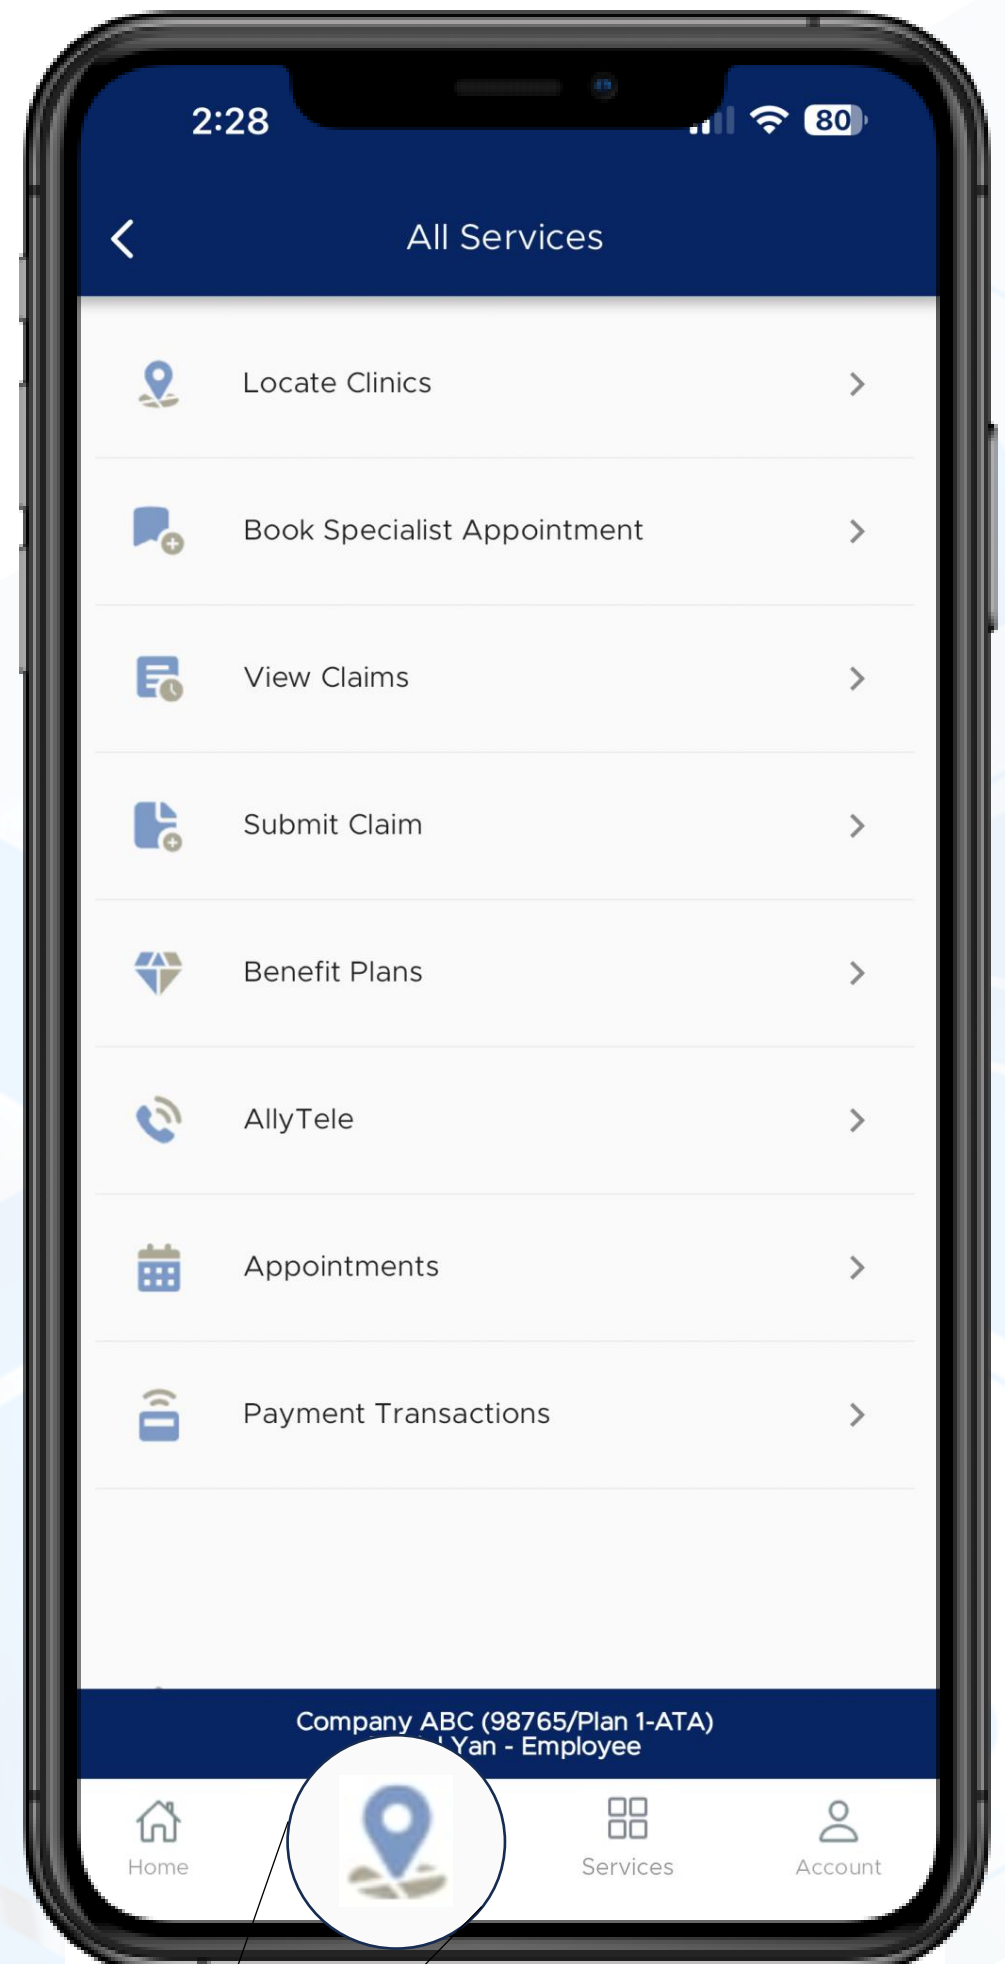 2:28
80
All Services
Locate Clinics
Book Specialist Appointment
View Claims
Submit Claim
Benefit Plans
AllyTele
Appointments
Payment Transactions
Company ABC (98765/Plan 1-ATA)
Yan - Employee
Home
Services
Account